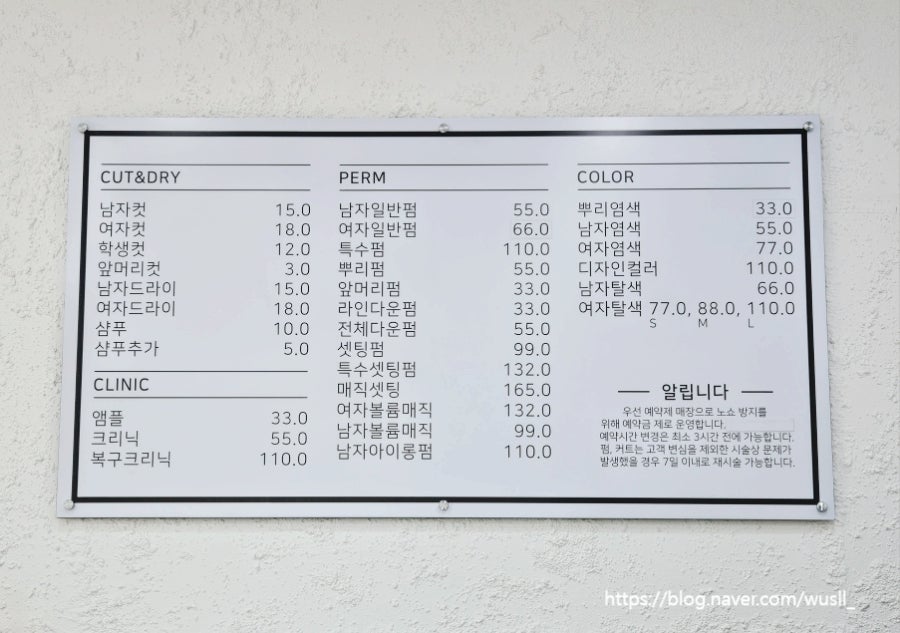 CUT&DRY
남자컷 15.0
여자컷 18.0
학생컷 12.0
앞머리컷 3.0
남자드라이 15.0
여자드라이 18.0
샴푸 10.0
샴푸추가 5.0
CLINIC
앰플 33.0
크리닉 55.0
복구크리닉 110.0
PERM
남자일반펌 55.0
여자일반펌 66.0
특수펌 110.0
뿌리펌 55.0
앞머리펌 33.0
라인다운펌 33.0
전체다운펌 55.0
셋팅펌 99.0
특수셋팅펌 132.0
매직셋팅 165.0
여자볼륨매직 132.0
남자볼륨매직 99.0
남자아이롱펌 110.0
COLOR
뿌리염색 33.0
남자염색 55.0
여자염색 77.0
디자인컬러 110.0
남자탈색 66.0
여자탈색 77.0, 88.0, 110.0
S M L
알립니다
우선 예약제 매장으로 노쇼 방지를
위해 예약금 제로 운영합니다.
예약시간 변경은 최소 3시간 전에 가능합니다.
펌, 커트는 고객 변심을 제외한 시술상 문제가
발생했을 경우 7일 이내로 재시술 가능합니다.
https://blog.naver.com/wusll_